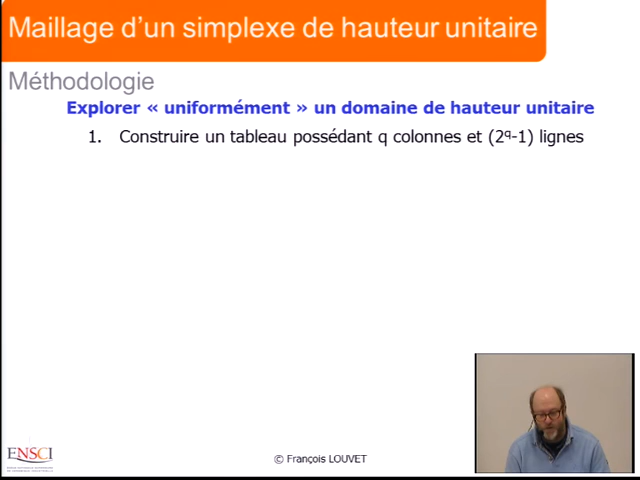 Maillage d'un simplexe de hauteur unitaire
Méthodologie
Explorer « uniformément » un domaine de hauteur unitaire
1. Construire un tableau possédant q colonnes et (2^q-1) lignes
ENSCI
© François LOUVET